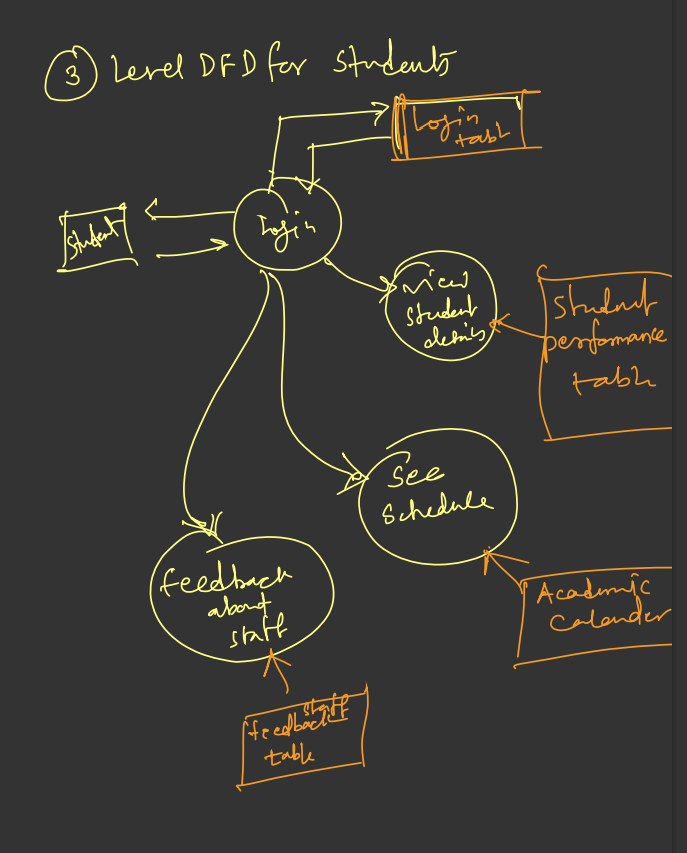 ③ Level DFD for Students
Login
table
Student
Login
View
student
details
Student
performance
table
See
Schedule
feedback
about
staff
Academic
Calander
staff
feedback
table